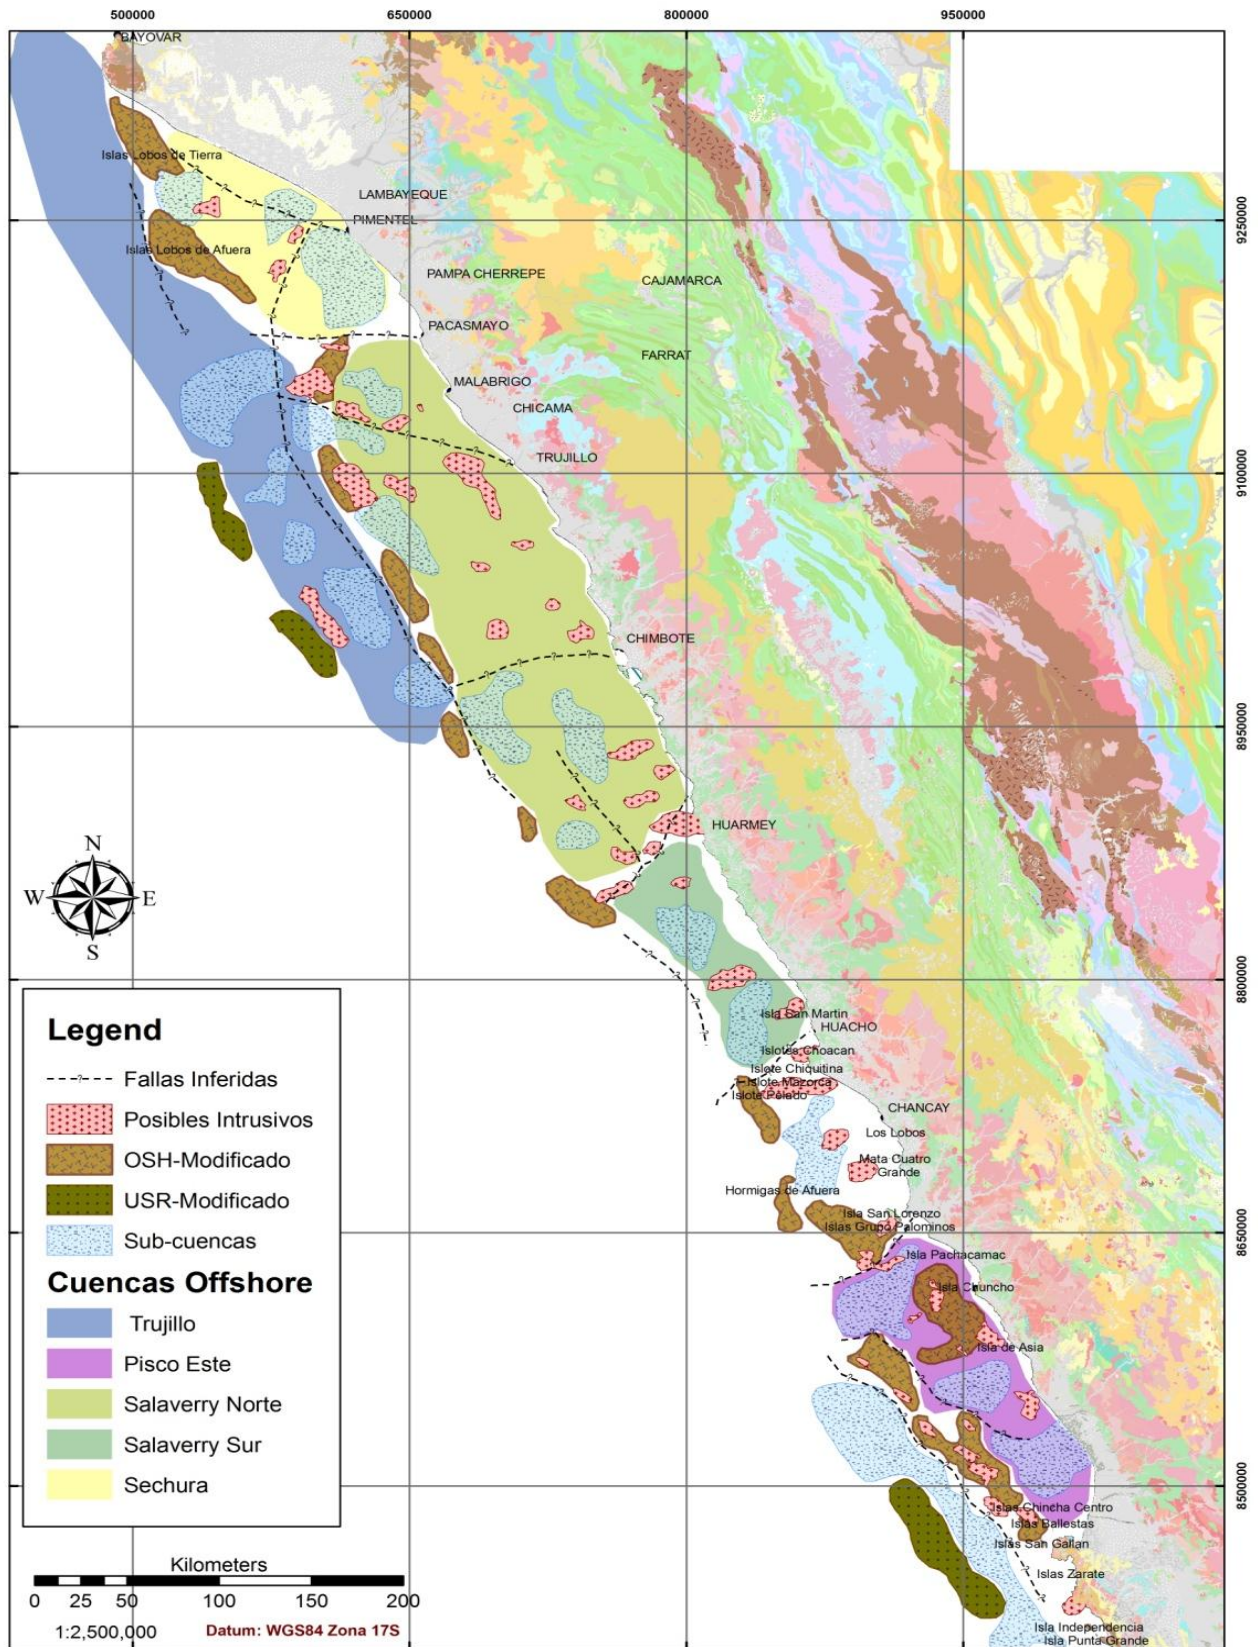 500000 650000 800000 950000
BAYOVAR
Islas Lobos de Tierra
LAMBAYEQUE
PIMENTEL
9250000
Islas Lobos de Afuera
PAMPA CHERREPE
CAJAMARCA
PACASMAYO
FARRAT
MALABRIGO
CHICAMA
TRUJILLO
9100000
CHIMBOTE
8950000
HUARMEY
N
W E
S
8800000
Isla San Martin
HUACHO
Islotes Choacan
Islote Chiquitina
Islote Mazorca
Islote Pelado
CHANCAY
Los Lobos
Mata Cuatro
Grande
Hormigas de Afuera
Isla San Lorenzo
Islas Grupo Palominos
8650000
Isla Pachacamac
Isla Chuncho
Isla de Asia
8500000
Islas Chincha Centro
Islas Ballestas
Islas San Gallan
Islas Zarate
Isla Independencia
Isla Punta Grande
Legend
Fallas Inferidas
Posibles Intrusivos
OSH-Modificado
USR-Modificado
Sub-cuencas
Cuencas Offshore
Trujillo
Pisco Este
Salaverry Norte
Salaverry Sur
Sechura
Kilometers
0 25 50 100 150 200
1:2,500,000 Datum: WGS84 Zona 17S